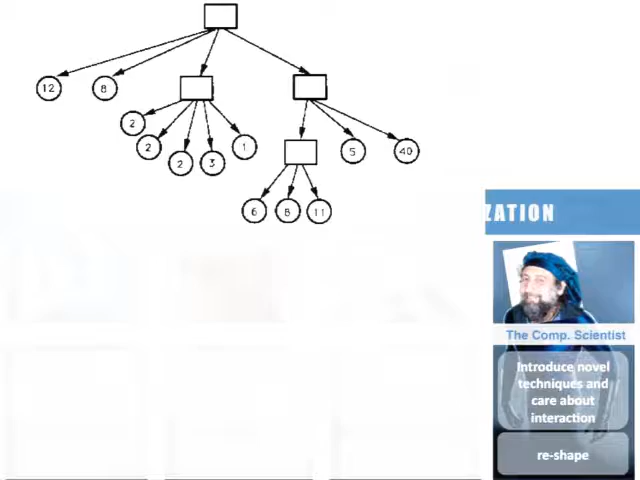 12
8
2
2
2
3
1
5
40
6
8
11
ZATION
The Comp. Scientist
Introduce novel
techniques and
care about
interaction
re-shape